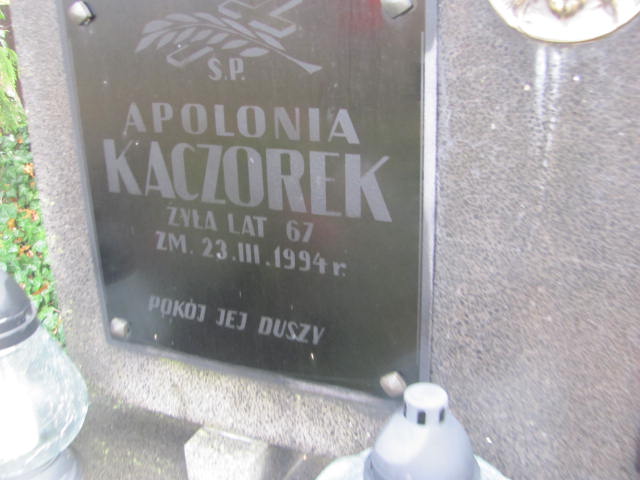 Ś.P.
APOLONIA
KACZOREK
ŻYŁA LAT 67
ZM. 23.III.1994 r.
POKÓJ JEJ DUSZY